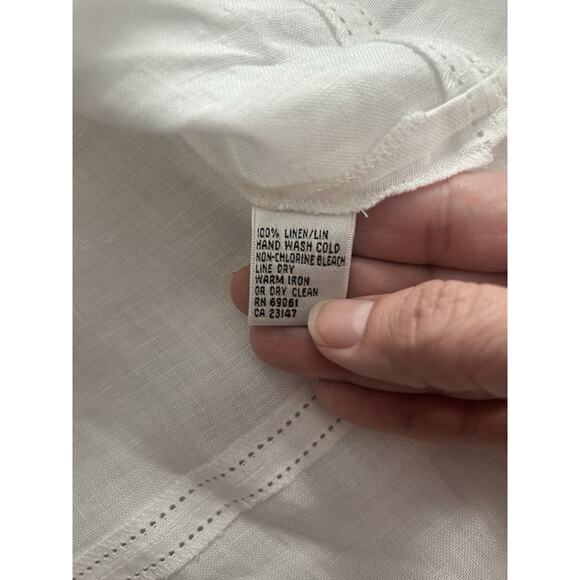 100% LINEN/LIN
HAND WASH COLD
NON-CHLORINE BLEACH
LINE DRY
WARM IRON
OR DRY CLEAN
RN 69061
CA 23147